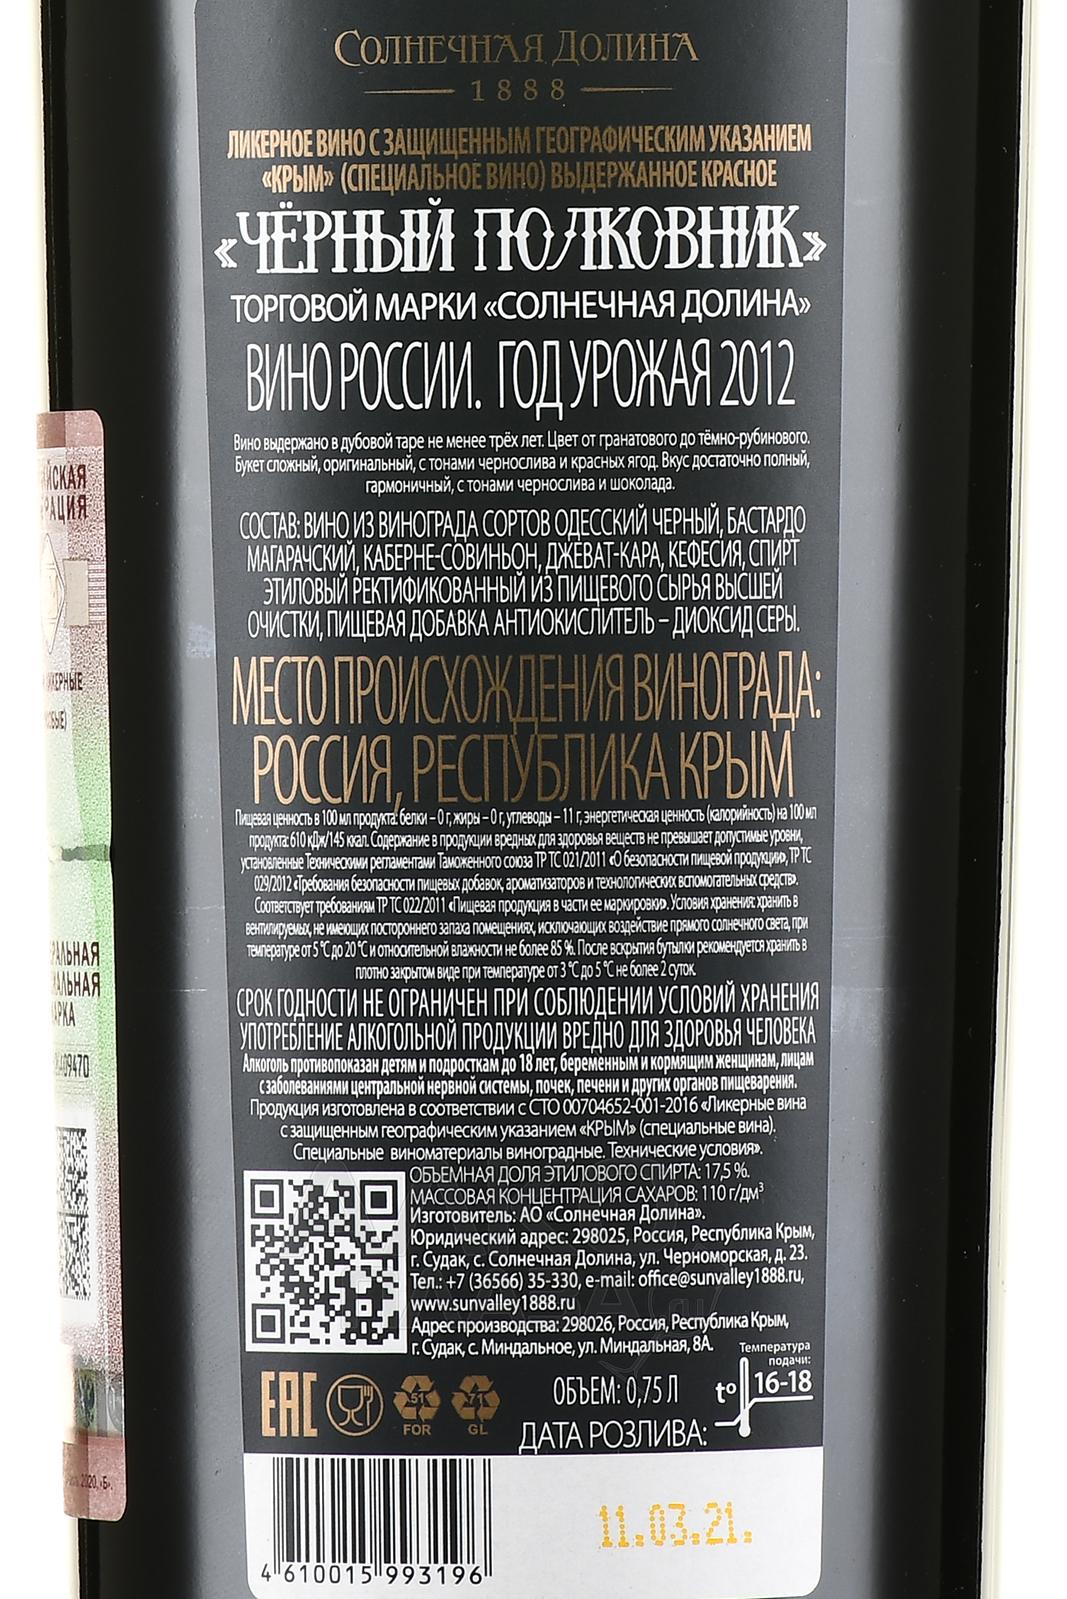 СОЛНЕЧНАЯ ДОЛИНА
1888
ЛИКЕРНОЕ ВИНО С ЗАЩИЩЕННЫМ ГЕОГРАФИЧЕСКИМ УКАЗАНИЕМ
«КРЫМ» (СПЕЦИАЛЬНОЕ ВИНО) ВЫДЕРЖАННОЕ КРАСНОЕ
«ЧЁРНЫЙ ПОЛКОВНИК»
ТОРГОВОЙ МАРКИ «СОЛНЕЧНАЯ ДОЛИНА»
ВИНО РОССИИ. ГОД УРОЖАЯ 2012
Вино выдержано в дубовой таре не менее трёх лет. Цвет от гранатового до тёмно-рубинового.
Букет сложный, оригинальный, с тонами чернослива и красных ягод. Вкус достаточно полный,
гармоничный, с тонами чернослива и шоколада.
СОСТАВ: ВИНО ИЗ ВИНОГРАДА СОРТОВ ОДЕССКИЙ ЧЕРНЫЙ, БАСТАРДО
МАГАРАЧСКИЙ, КАБЕРНЕ-СОВИНЬОН, ДЖЕВАТ-КАРА, КЕФЕСИЯ, СПИРТ
ЭТИЛОВЫЙ РЕКТИФИКОВАННЫЙ ИЗ ПИЩЕВОГО СЫРЬЯ ВЫСШЕЙ
ОЧИСТКИ, ПИЩЕВАЯ ДОБАВКА АНТИОКИСЛИТЕЛЬ – ДИОКСИД СЕРЫ.
МЕСТО ПРОИСХОЖДЕНИЯ ВИНОГРАДА:
РОССИЯ, РЕСПУБЛИКА КРЫМ
Пищевая ценность в 100 мл продукта: белки – 0 г, жиры – 0 г, углеводы – 11 г, энергетическая ценность (калорийность) на 100 мл
продукта: 610 кДж/145 ккал. Содержание в продукции вредных для здоровья веществ не превышает допустимые уровни,
установленные Техническими регламентами Таможенного союза ТР ТС 021/2011 «О безопасности пищевой продукции», ТР ТС
029/2012 «Требования безопасности пищевых добавок, ароматизаторов и технологических вспомогательных средств».
Соответствует требованиям ТР ТС 022/2011 «Пищевая продукция в части ее маркировки». Условия хранения: хранить в
вентилируемых, не имеющих постороннего запаха помещениях, исключающих воздействие прямого солнечного света, при
температуре от 5 °С до 20 °С и относительной влажности не более 85 %. После вскрытия бутылки рекомендуется хранить в
плотно закрытом виде при температуре от 3 °С до 5 °С не более 2 суток.
СРОК ГОДНОСТИ НЕ ОГРАНИЧЕН ПРИ СОБЛЮДЕНИИ УСЛОВИЙ ХРАНЕНИЯ
УПОТРЕБЛЕНИЕ АЛКОГОЛЬНОЙ ПРОДУКЦИИ ВРЕДНО ДЛЯ ЗДОРОВЬЯ ЧЕЛОВЕКА
Алкоголь противопоказан детям и подросткам до 18 лет, беременным и кормящим женщинам, лицам
с заболеваниями центральной нервной системы, почек, печени и других органов пищеварения.
Продукция изготовлена в соответствии с СТО 00704652-001-2016 «Ликерные вина
с защищенным географическим указанием «КРЫМ» (специальные вина).
Специальные виноматериалы виноградные. Технические условия».
ОБЪЕМНАЯ ДОЛЯ ЭТИЛОВОГО СПИРТА: 17,5 %.
МАССОВАЯ КОНЦЕНТРАЦИЯ САХАРОВ: 110 г/дм³
Изготовитель: АО «Солнечная Долина».
Юридический адрес: 298025, Россия, Республика Крым,
г. Судак, с. Солнечная Долина, ул. Черноморская, д. 23.
Тел.: +7 (36566) 35-330, e-mail: office@sunvalley1888.ru,
www.sunvalley1888.ru
Адрес производства: 298026, Россия, Республика Крым,
г. Судак, с. Миндальное, ул. Миндальная, 8А.
Температура
подачи:
t° 16-18
EAC
51
FOR
71
GL
ОБЪЕМ: 0,75 Л
ДАТА РОЗЛИВА:
11.03.21.
4 610015 993196